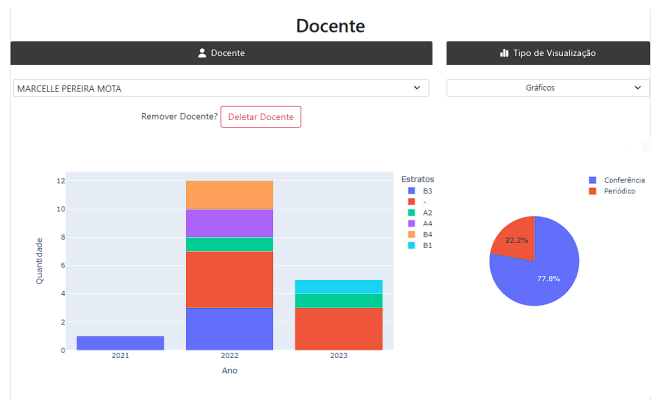 Docente
Docente
Tipo de Visualização
MARCELLE PEREIRA MOTA
Gráficos
Remover Docente? Deletar Docente
Estratos
B3
-
A2
A4
B4
B1
Conferência
Periódico
12
10
8
6
4
2
0
Quantidade
2021 2022 2023
Ano
22.2%
77.8%